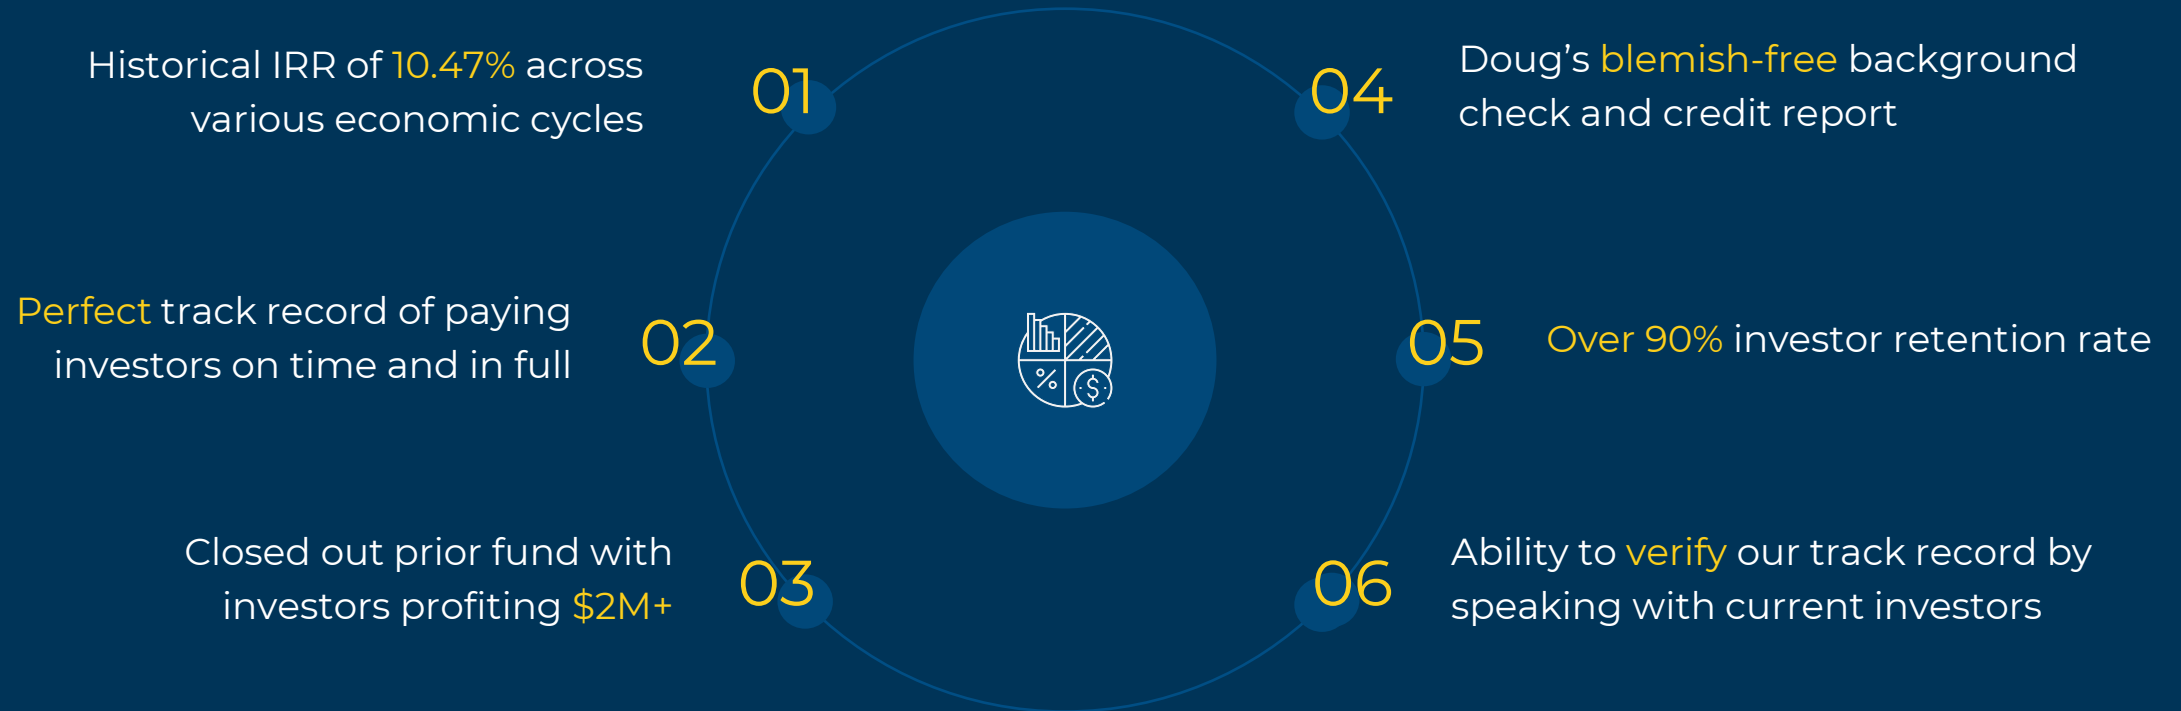 Historical IRR of 10.47% across
various economic cycles
01
Perfect track record of paying
investors on time and in full
02
Closed out prior fund with
investors profiting $2M+
03
04
Doug’s blemish-free background
check and credit report
05
Over 90% investor retention rate
06
Ability to verify our track record by
speaking with current investors
%
$